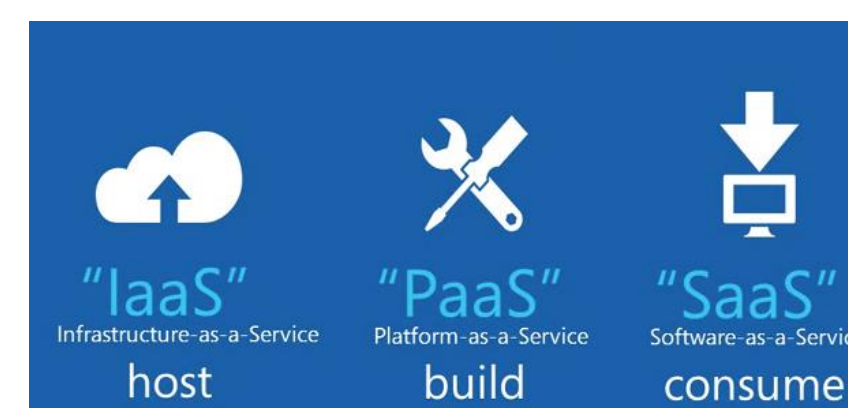 "IaaS"
Infrastructure-as-a-Service
host
"PaaS"
Platform-as-a-Service
build
"SaaS"
Software-as-a-Servic
consume